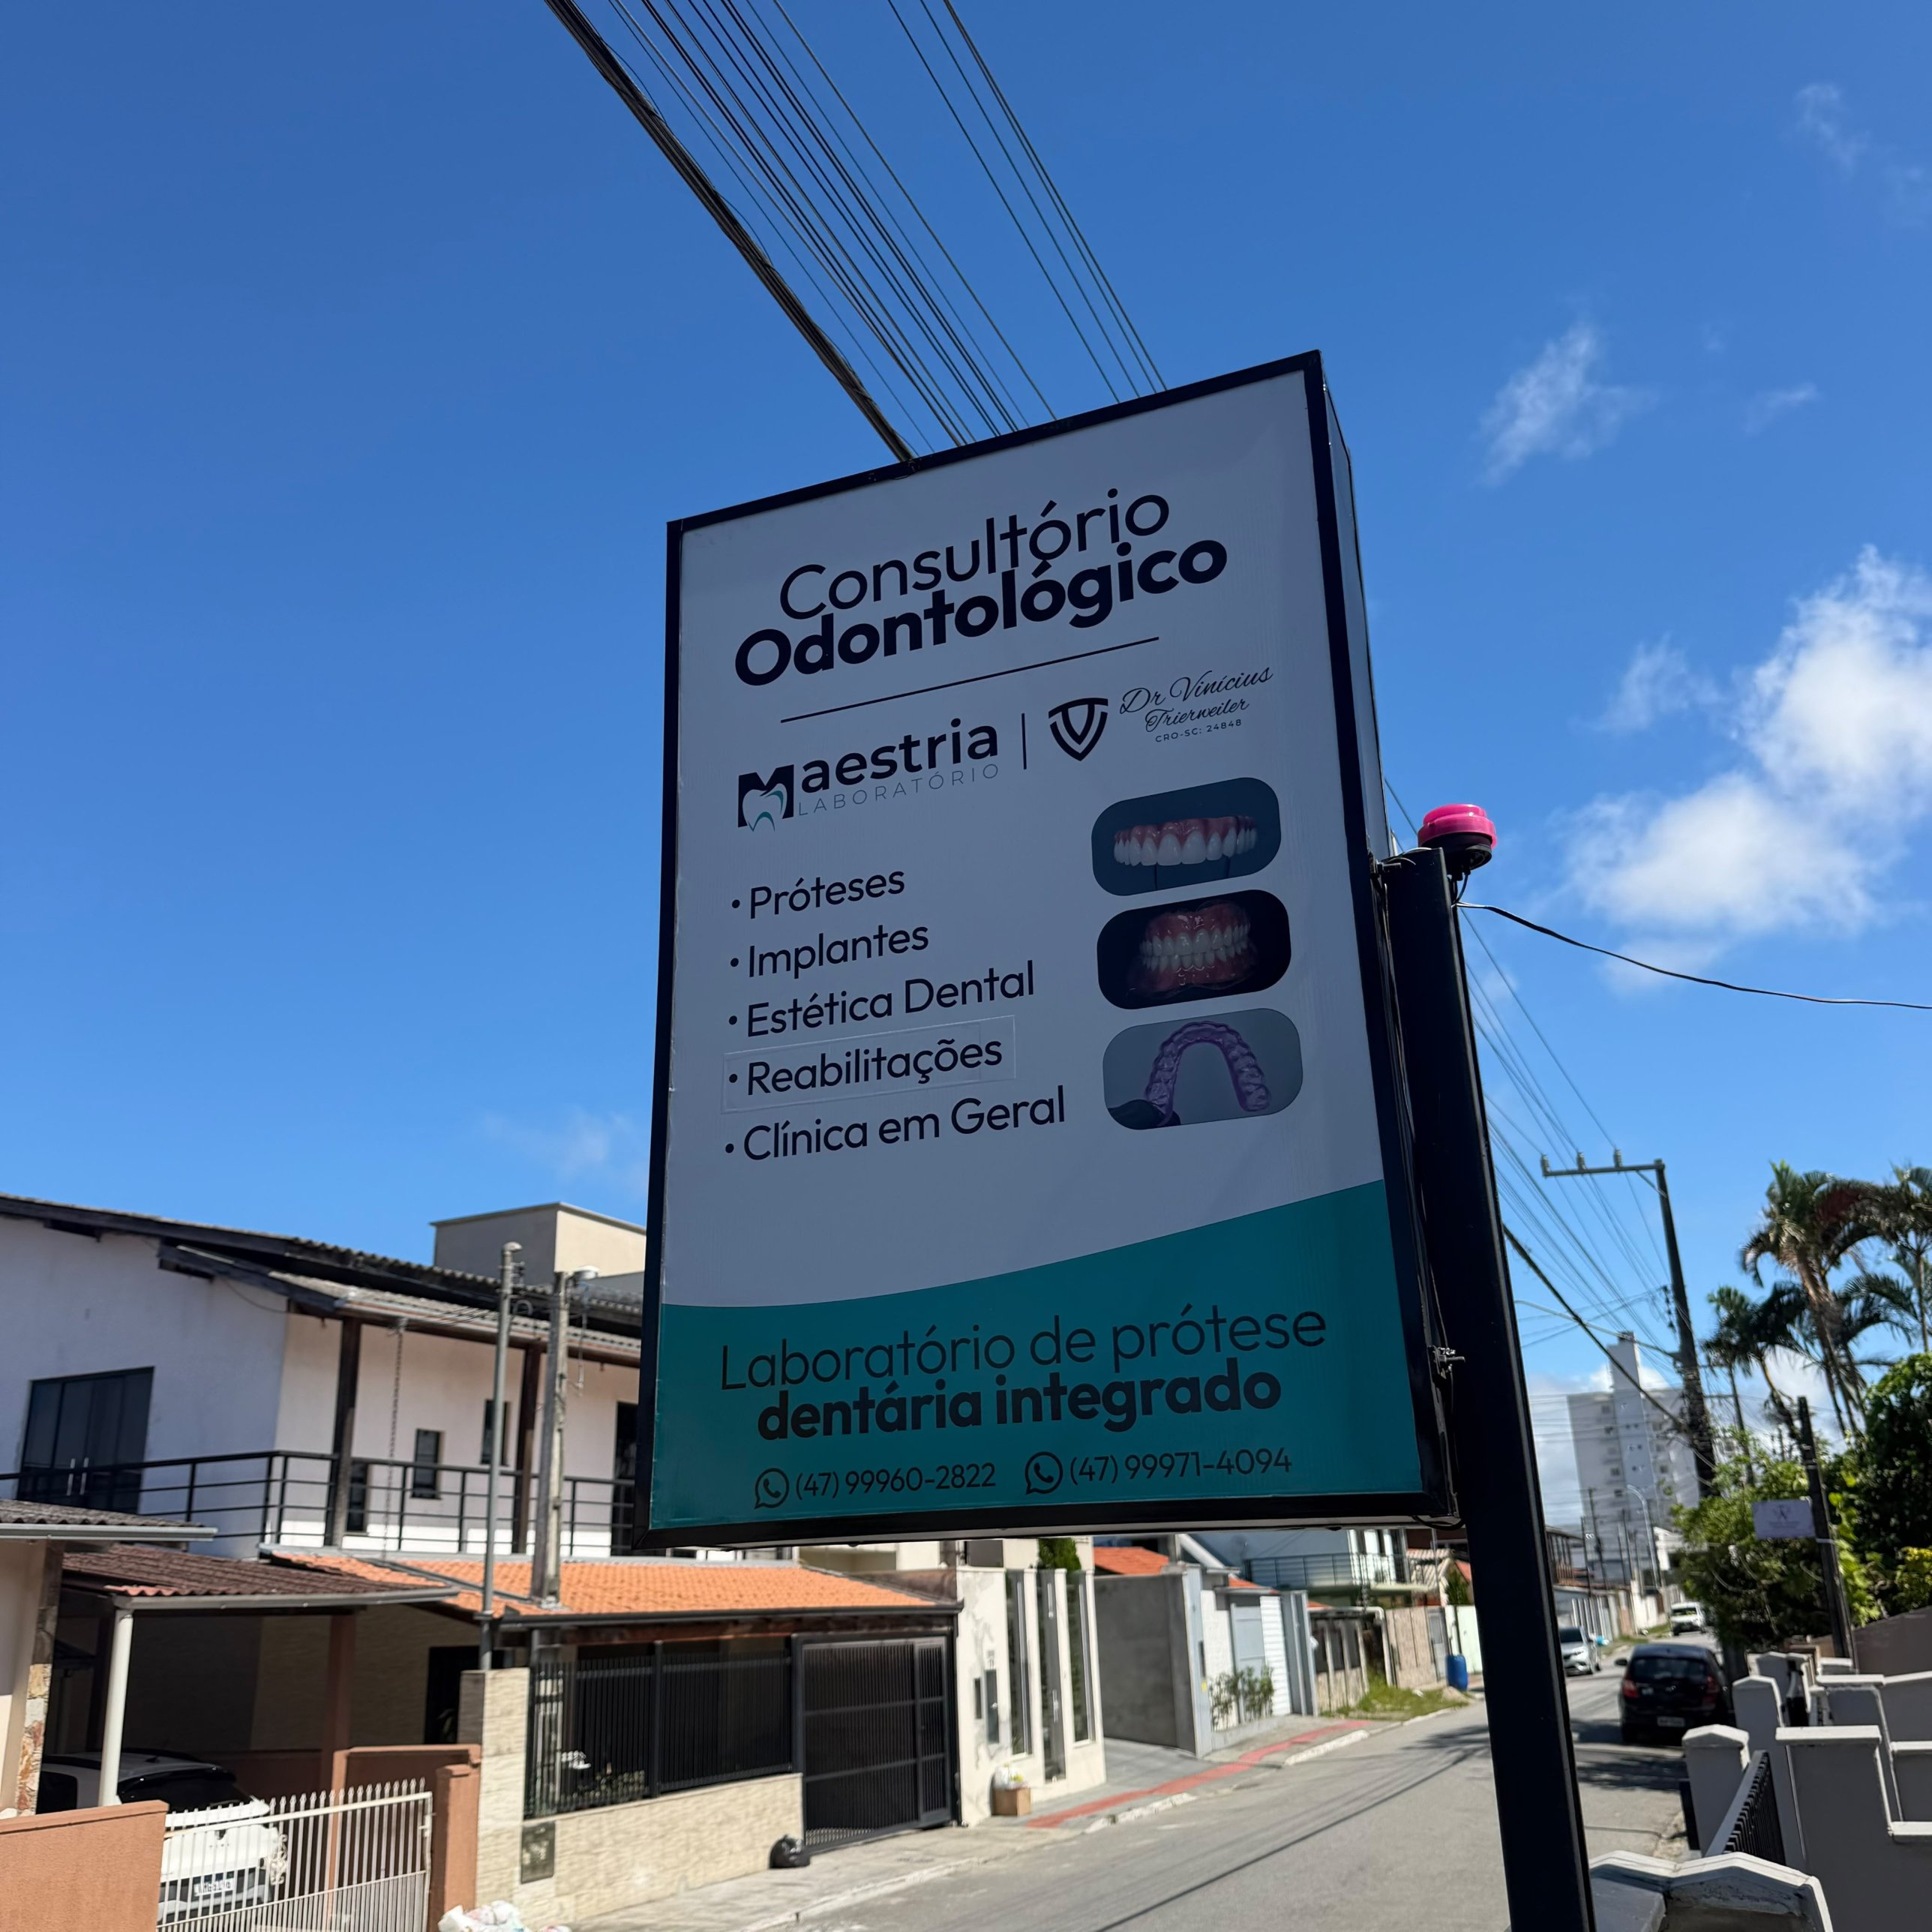 Consultório
Odontológico
Maestria
LABORATÓRIO
Dr Vinícius
Trierweiler
CRO-SC: 24848
• Próteses
• Implantes
• Estética Dental
• Reabilitações
• Clínica em Geral
Laboratório de prótese
dentária integrado
(47) 99960-2822 (47) 99971-4094